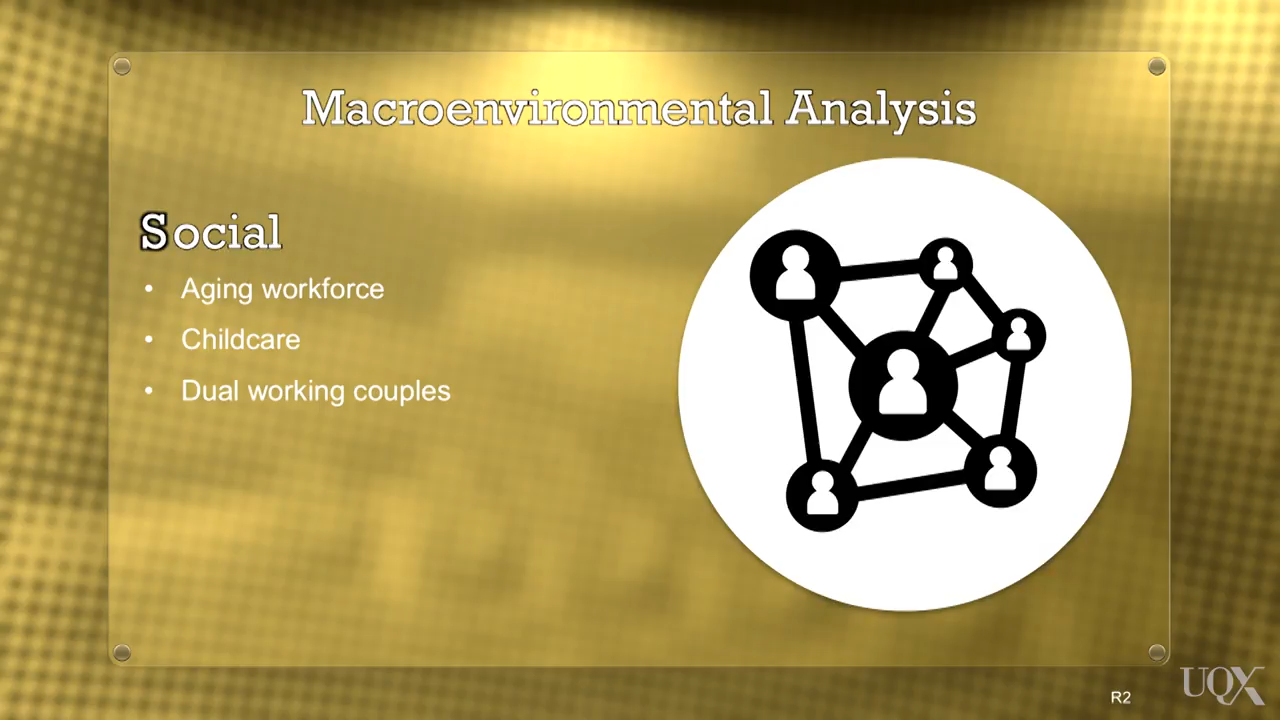 Macroenvironmental Analysis
Social
• Aging workforce
• Childcare
• Dual working couples
R2
UQX